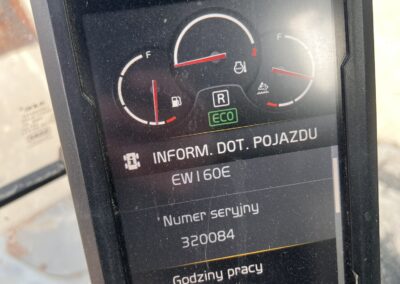 F
F
R
ECO
INFORM. DOT. POJAZDU
EW160E
Numer seryjny
320084
Godziny pracy